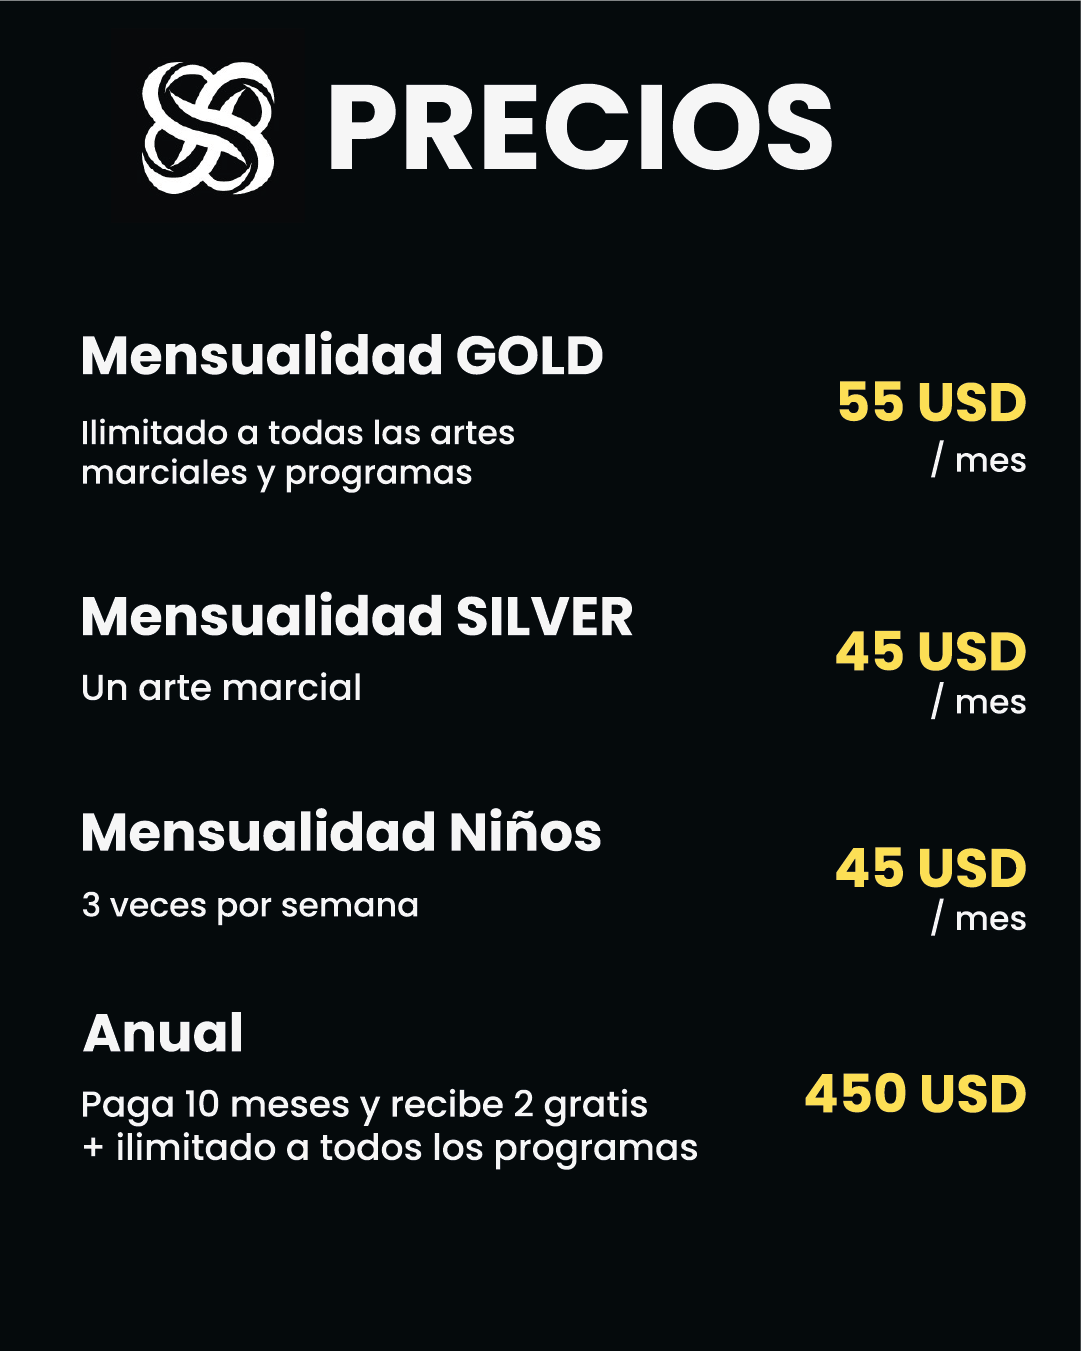 PRECIOS
Mensualidad GOLD
Ilimitado a todas las artes
marciales y programas
55 USD
/ mes
Mensualidad SILVER
Un arte marcial
45 USD
/ mes
Mensualidad Niños
3 veces por semana
45 USD
/ mes
Anual
Paga 10 meses y recibe 2 gratis
+ ilimitado a todos los programas
450 USD